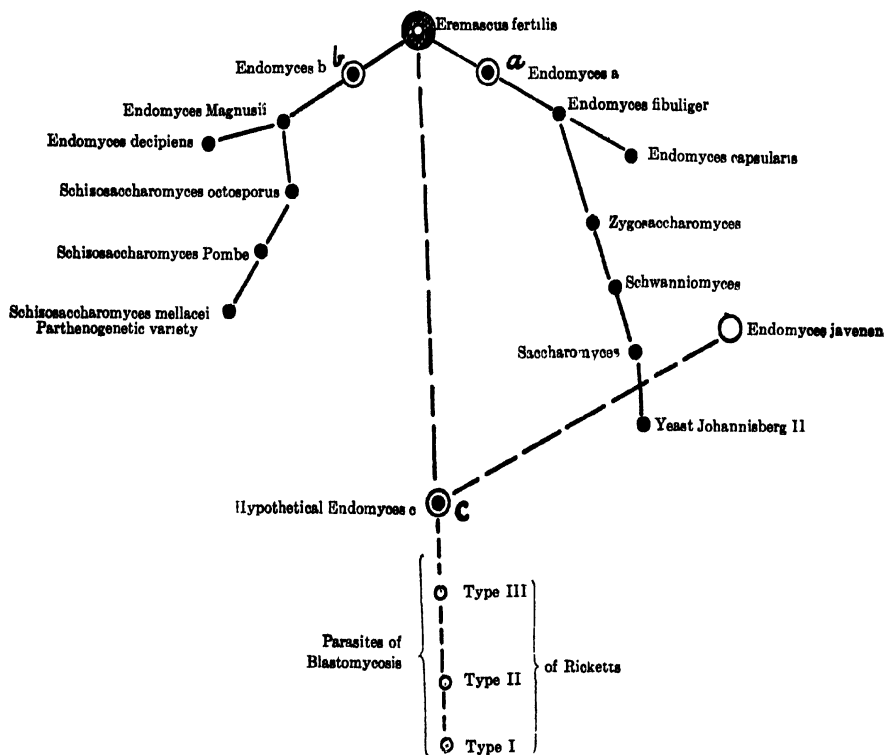 Eremascus fertilis
Endomyces b
b
a
Endomyces a
Endomyces Magnusii
Endomyces fibuliger
Endomyces decipiens
Endomyces capsularis
Schizosaccharomyces octosporus
Zygosaccharomyces
Schizosaccharomyces Pombe
Schwanniomyces
Schizosaccharomyces mellacei
Parthenogenetic variety
Endomyces javenen
Saccharomyces
Yeast Johannisberg II
Hypothetical Endomyces c
C
Type III
Parasites of
Blastomycosis
of Ricketts
Type II
Type I